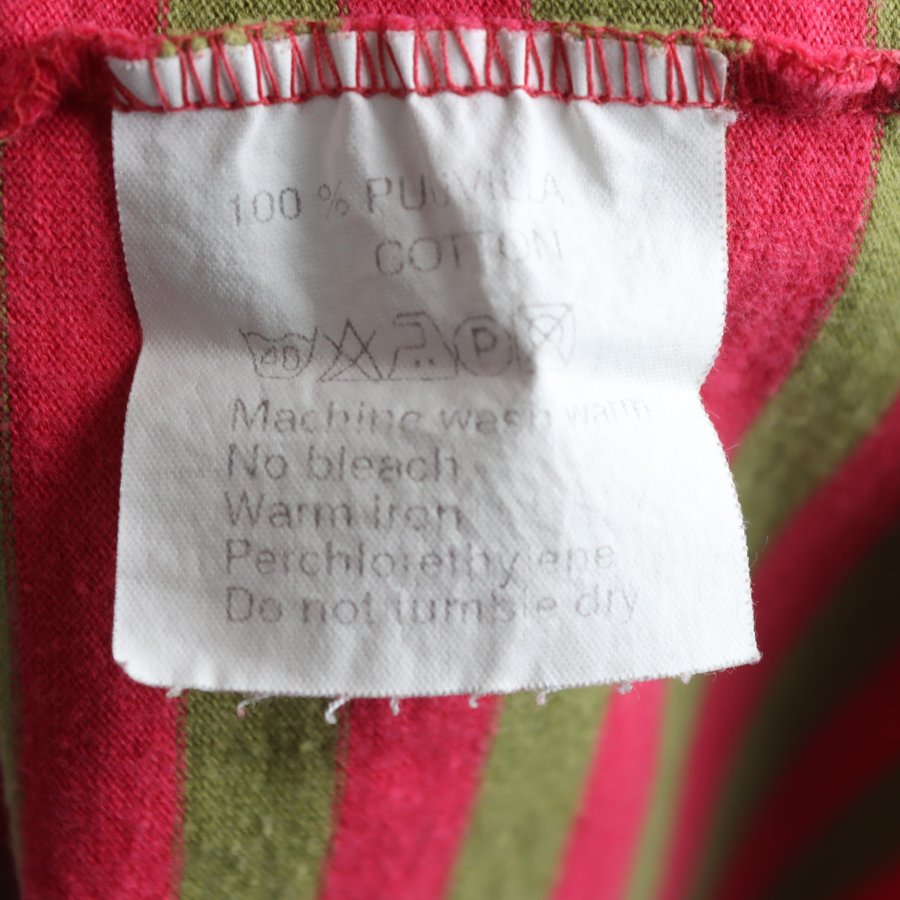 100 % PUUVILLA
COTTON
40 P
Machine wash warm
No bleach
Warm iron
Perchlorethylene
Do not tumble dry